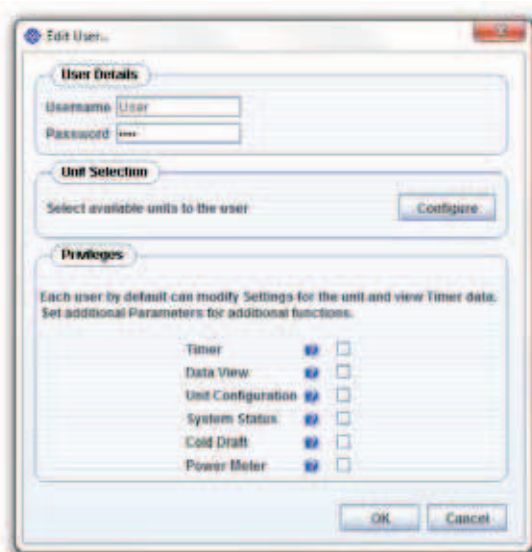 Edit User...
User Details
Username User
Password ••••
Unit Selection
Select available units to the user Configure
Privileges
Each user by default can modify Settings for the unit and view Timer data.
Set additional Parameters for additional functions.
Timer ?
Data View ?
Unit Configuration ?
System Status ?
Cold Draft ?
Power Meter ?
OK Cancel